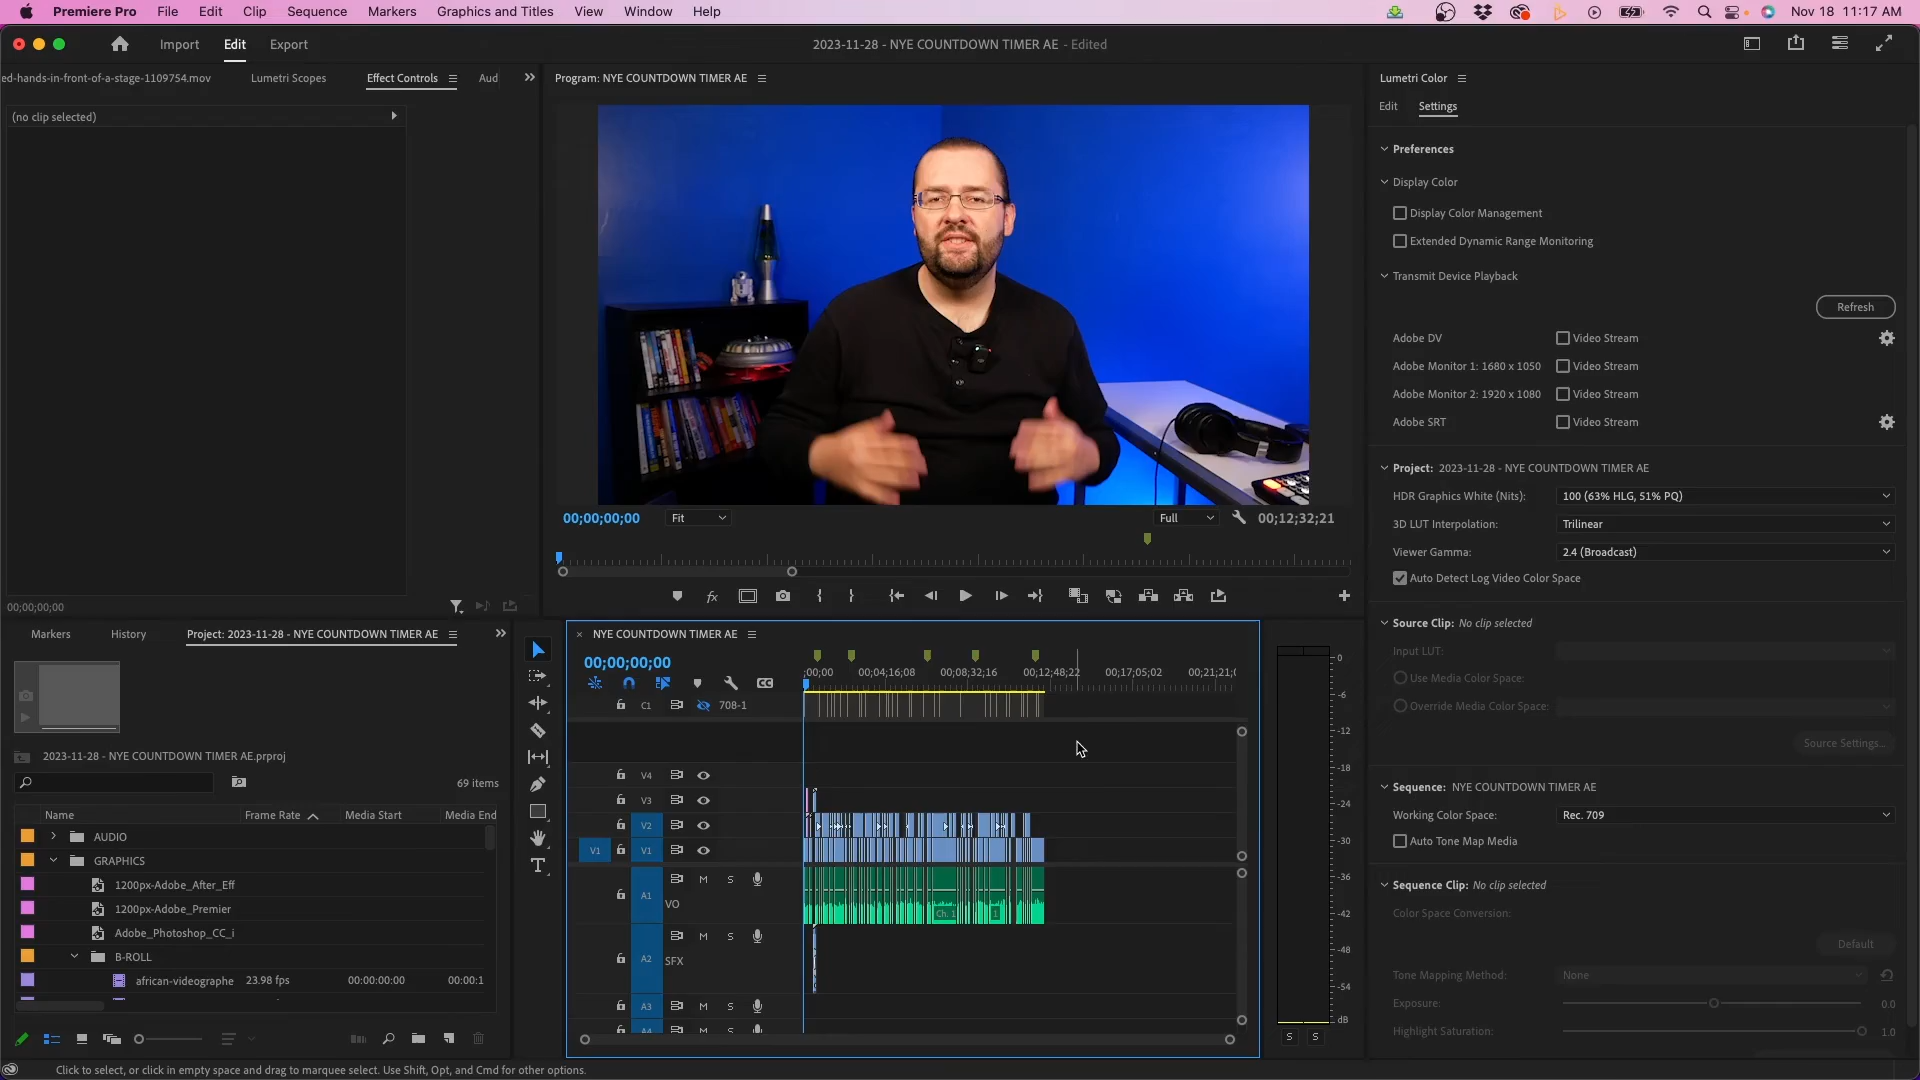 Premiere Pro File Edit Clip Sequence Markers Graphics and Titles View Window Help Nov 18 11:17 AM
Import Edit Export 2023-11-28 - NYE COUNTDOWN TIMER AE - Edited
ed-hands-in-front-of-a-stage-1109754.mov Lumetri Scopes Effect Controls Aud
(no clip selected)
00;00;00;00
Program: NYE COUNTDOWN TIMER AE
00;00;00;00 Fit Full 00;12;32;21
Lumetri Color
Edit Settings
Preferences
Display Color
Display Color Management
Extended Dynamic Range Monitoring
Transmit Device Playback
Refresh
Adobe DV Video Stream
Adobe Monitor 1: 1680 x 1050 Video Stream
Adobe Monitor 2: 1920 x 1080 Video Stream
Adobe SRT Video Stream
Project: 2023-11-28 - NYE COUNTDOWN TIMER AE
HDR Graphics White (Nits): 100 (63% HLG, 51% PQ)
3D LUT Interpolation: Trilinear
Viewer Gamma: 2.4 (Broadcast)
Auto Detect Log Video Color Space
Source Clip: No clip selected
Input LUT:
Use Media Color Space:
Override Media Color Space:
Source Settings...
Sequence: NYE COUNTDOWN TIMER AE
Working Color Space: Rec. 709
Auto Tone Map Media
Sequence Clip: No clip selected
Color Space Conversion:
Default
Tone Mapping Method: None
Exposure: 0.0
Highlight Saturation: 1.0
Markers History Project: 2023-11-28 - NYE COUNTDOWN TIMER AE
2023-11-28 - NYE COUNTDOWN TIMER AE.prproj
69 items
Name Frame Rate Media Start Media End
AUDIO
GRAPHICS
1200px-Adobe_After_Eff
1200px-Adobe_Premier
Adobe_Photoshop_CC_i
B-ROLL
african-videographe 23.98 fps 00:00:00:00 00:00:1
NYE COUNTDOWN TIMER AE
00;00;00;00
;00;00 00;04;16;08 00;08;32;16 00;12;48;22 00;17;05;02 00;21;21;(
C1 708-1
V4
V3
V2
V1 V1
A1 M S
VO
Ch. 1 1
A2 M S
SFX
A3 M S
A4 M S
0
-6
-12
-18
-24
-30
-36
-42
-48
-54
dB
S S
Click to select, or click in empty space and drag to marquee select. Use Shift, Opt, and Cmd for other options.